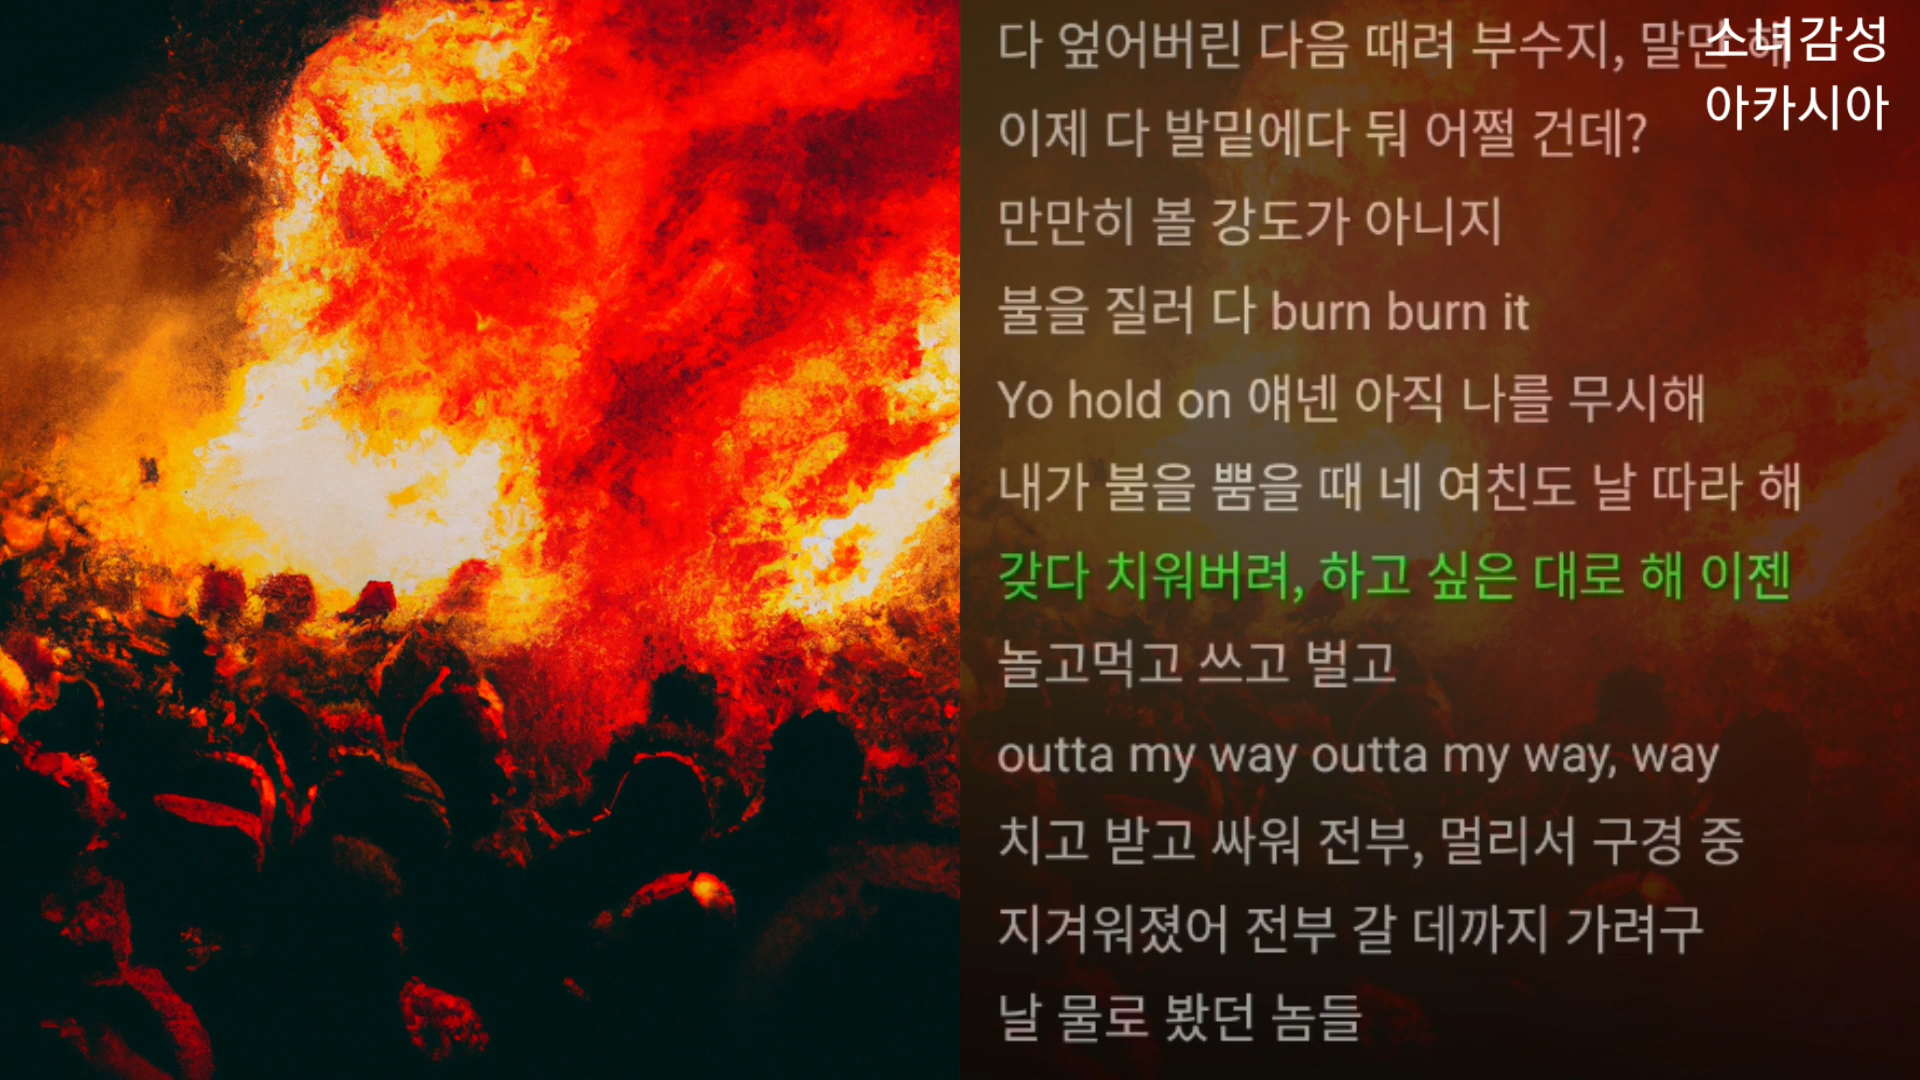 다 엎어버린 다음 때려 부수지, 말만 해
소녀감성
아카시아
이제 다 발밑에다 둬 어쩔 건데?
만만히 볼 강도가 아니지
불을 질러 다 burn burn it
Yo hold on 얘넨 아직 나를 무시해
내가 불을 뿜을 때 네 여친도 날 따라 해
갖다 치워버려, 하고 싶은 대로 해 이젠
놀고먹고 쓰고 벌고
outta my way outta my way, way
치고 받고 싸워 전부, 멀리서 구경 중
지겨워졌어 전부 갈 데까지 가려구
날 물로 봤던 놈들